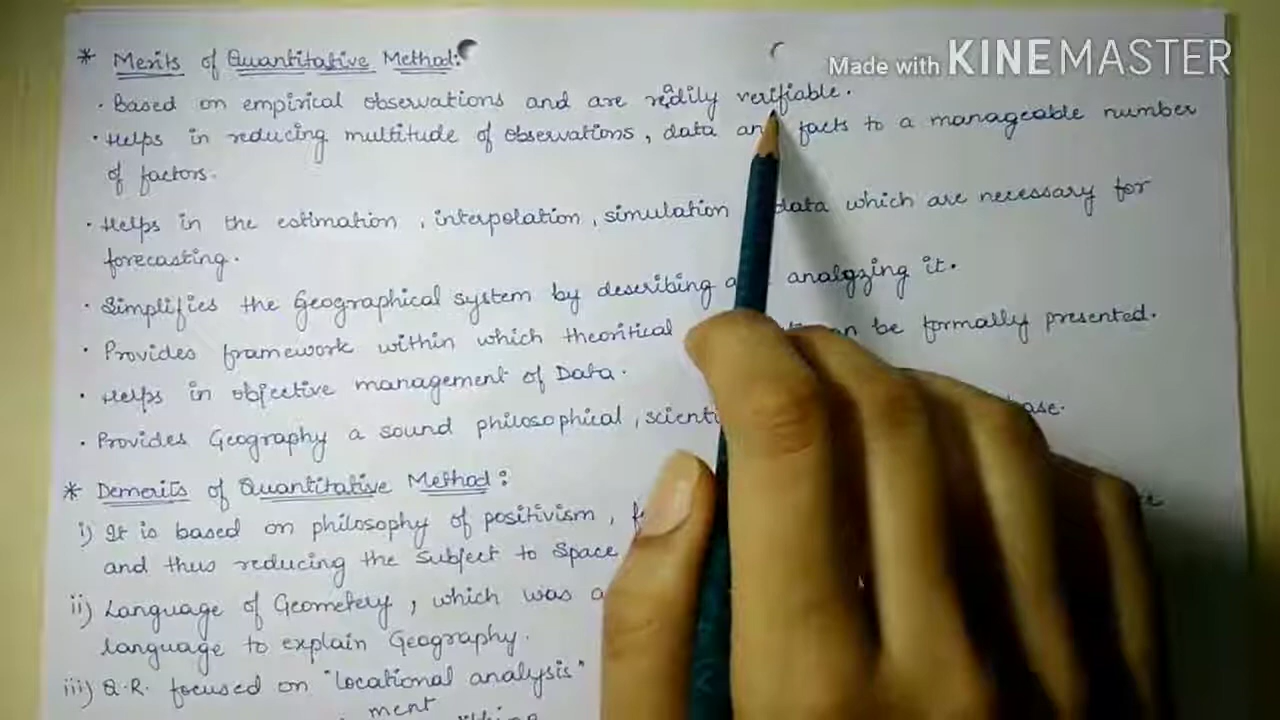 Made with KINEMASTER
* Merits of Quantitative Method:
· Based on empirical observations and are readily verifiable.
· Helps in reducing multitude of observations, data and facts to a manageable number
of factors.
· Helps in the estimation, interpolation, simulation data which are necessary for
forecasting.
· Simplifies the Geographical system by describing analyzing it.
· Provides framework within which theoritical can be formally presented.
· Helps in objective management of Data.
· Provides Geography a sound philosophical, base.
* Demerits of Quantitative Method:
i) It is based on philosophy of positivism,
and thus reducing the subject to space
ii) Language of Geometery, which was
language to explain Geography.
iii) Q.R. focused on "locational analysis"
ment